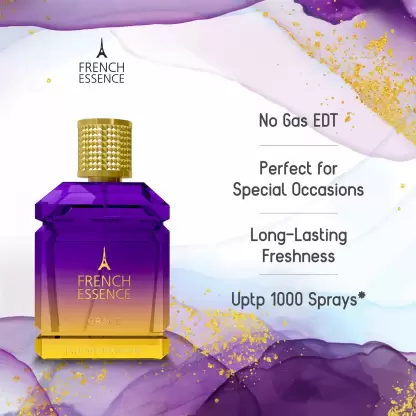 FRENCH
ESSENCE
No Gas EDT
Perfect for
Special Occasions
Long-Lasting
Freshness
Uptp 1000 Sprays*
FRENCH
ESSENCE